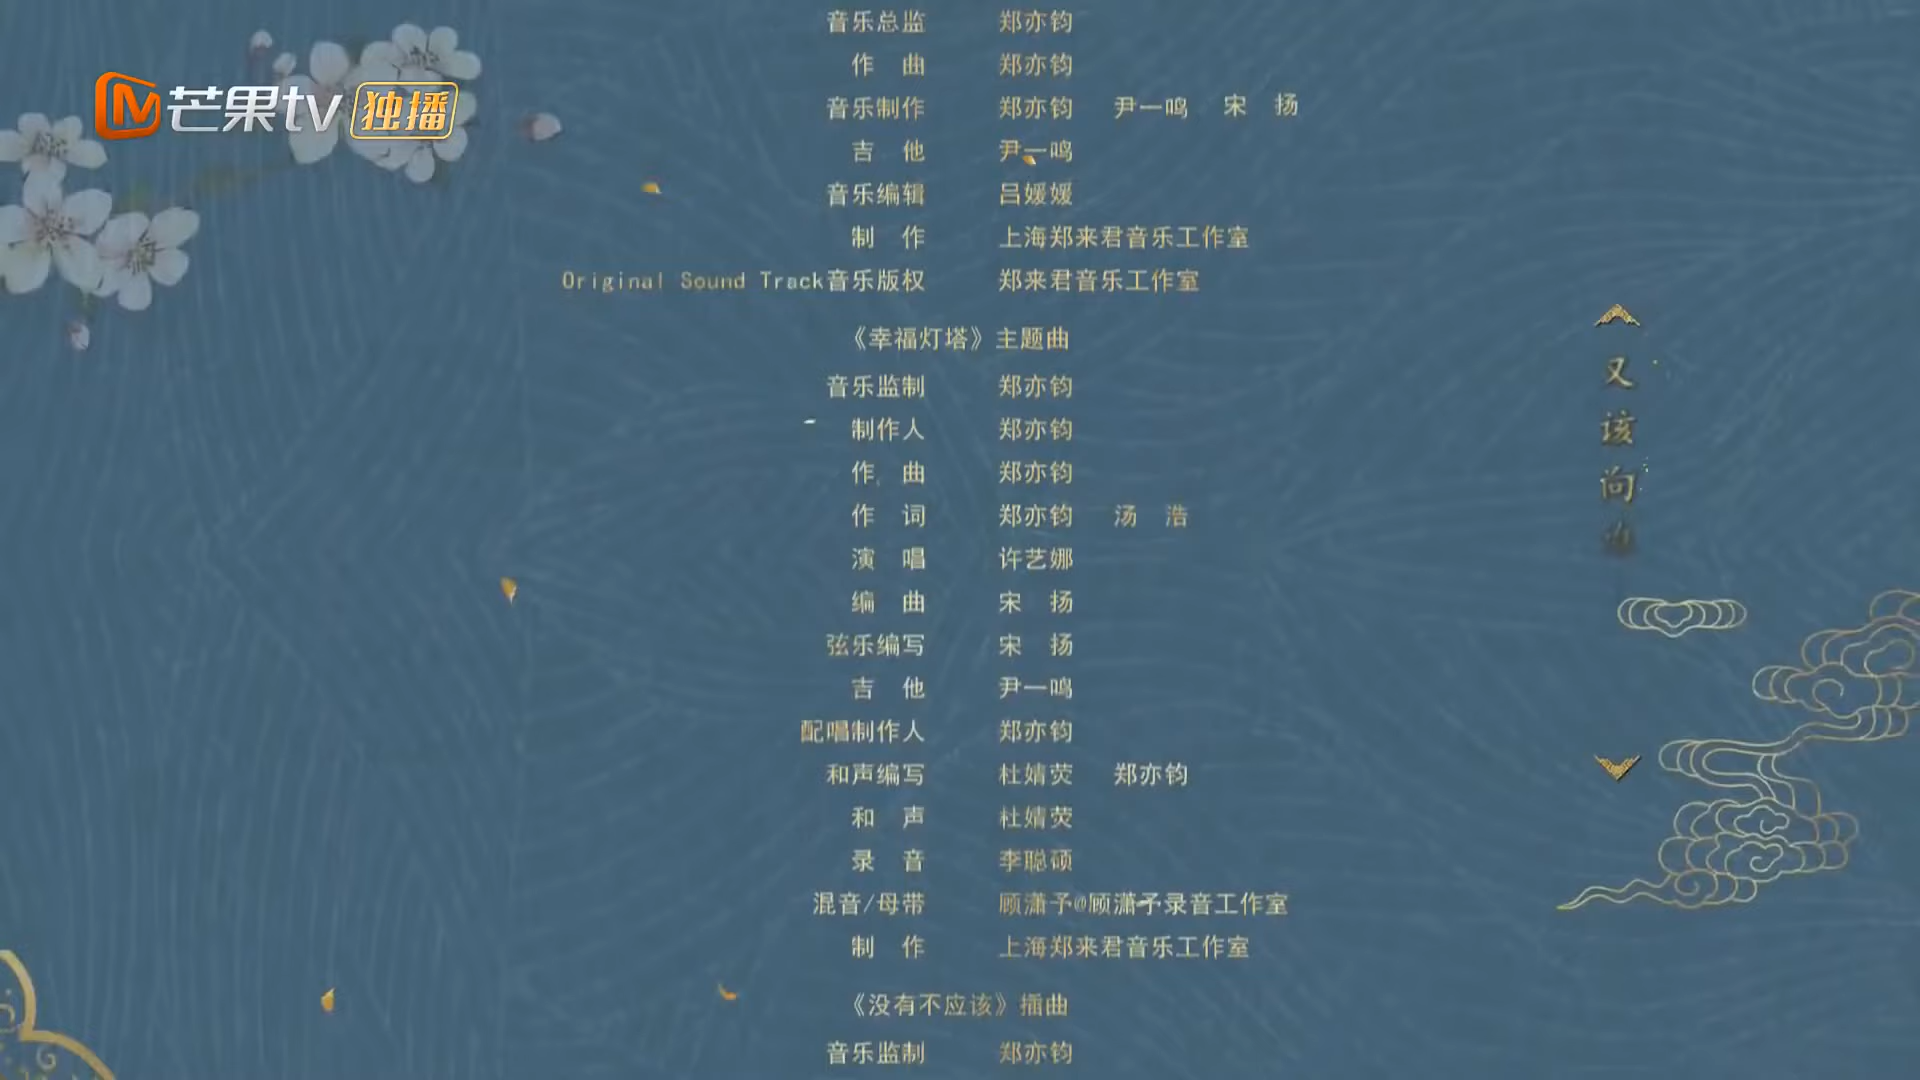 芒果tv 独播
音乐总监 郑亦钧
作 曲 郑亦钧
音乐制作 郑亦钧 尹一鸣 宋 扬
吉 他 尹一鸣
音乐编辑 吕媛媛
制 作 上海郑来君音乐工作室
Original Sound Track音乐版权 郑来君音乐工作室
《幸福灯塔》主题曲
音乐监制 郑亦钧
制作人 郑亦钧
作 曲 郑亦钧
作 词 郑亦钧 汤 浩
演 唱 许艺娜
编 曲 宋 扬
弦乐编写 宋 扬
吉 他 尹一鸣
配唱制作人 郑亦钧
和声编写 杜婧荧 郑亦钧
和 声 杜婧荧
录 音 李聪硕
混音/母带 顾潇予@顾潇予录音工作室
制 作 上海郑来君音乐工作室
《没有不应该》插曲
音乐监制 郑亦钧
又该向